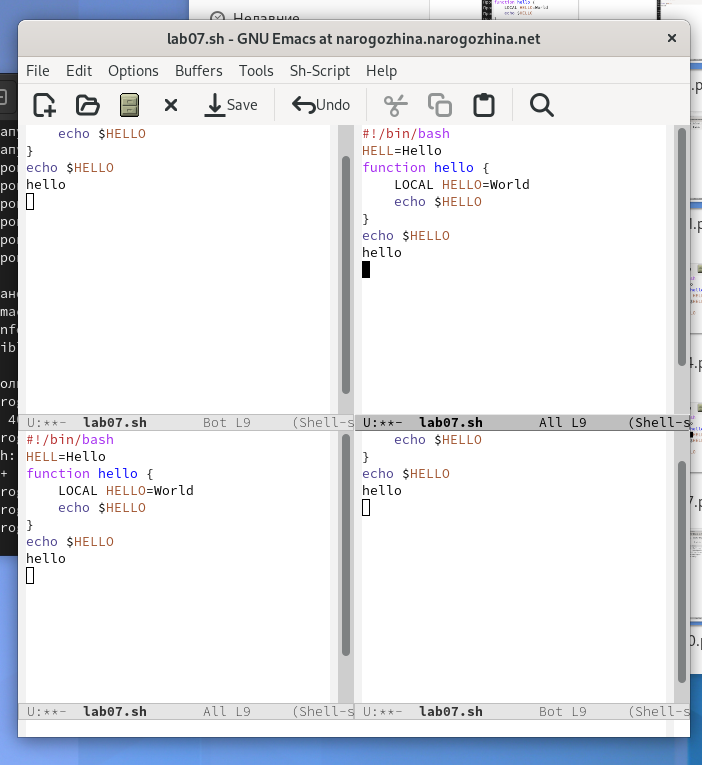 Недавние
lab07.sh - GNU Emacs at narogozhina.narogozhina.net
File Edit Options Buffers Tools Sh-Script Help
Save Undo
echo $HELLO
}
echo $HELLO
hello
U:**- lab07.sh Bot L9 (Shell-s
#!/bin/bash
HELL=Hello
function hello {
LOCAL HELLO=World
echo $HELLO
}
echo $HELLO
hello
U:**- lab07.sh All L9 (Shell-s
#!/bin/bash
HELL=Hello
function hello {
LOCAL HELLO=World
echo $HELLO
}
echo $HELLO
hello
U:**- lab07.sh All L9 (Shell-s
echo $HELLO
}
echo $HELLO
hello
U:**- lab07.sh Bot L9 (Shell-s